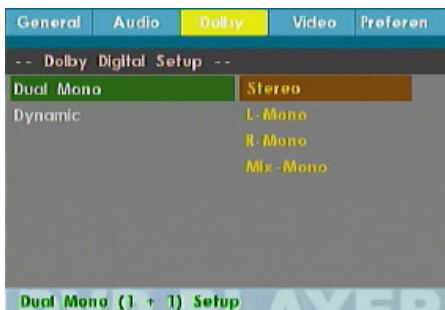 General Audio Dolby Video Preferen
-- Dolby Digital Setup --
Dual Mono Stereo
Dynamic L-Mono
R-Mono
Mix-Mono
Dual Mono (1 + 1) Setup